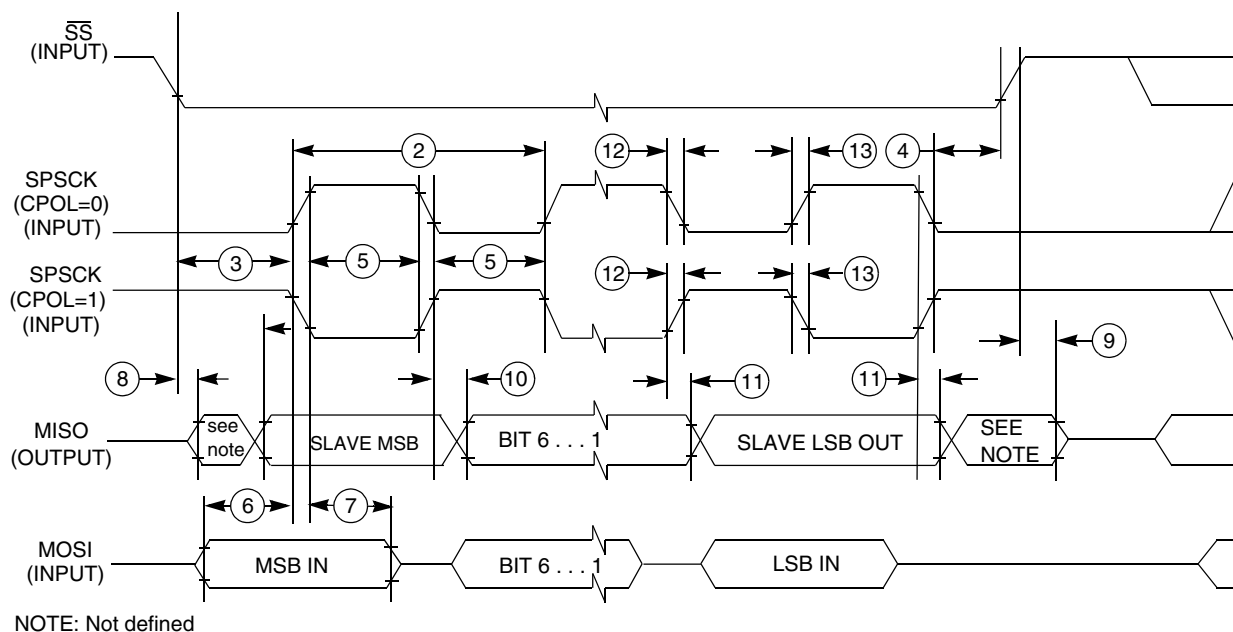 SS
(INPUT)
2
12
13
4
SPSCK
(CPOL=0)
(INPUT)
3
5
5
12
13
SPSCK
(CPOL=1)
(INPUT)
8
10
11
11
9
MISO
(OUTPUT)
see
note
SLAVE MSB
BIT 6 . . . 1
SLAVE LSB OUT
SEE
NOTE
6
7
MOSI
(INPUT)
MSB IN
BIT 6 . . . 1
LSB IN
NOTE: Not defined